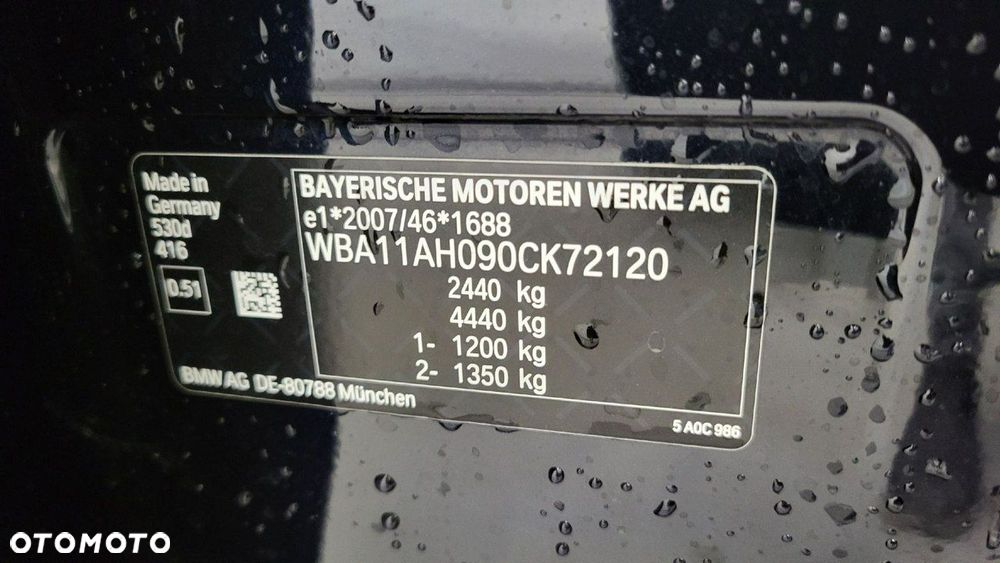 Made in
Germany
530d
416
0.51
BAYERISCHE MOTOREN WERKE AG
e1*2007/46*1688
WBA11AH090CK72120
2440 kg
4440 kg
1- 1200 kg
2- 1350 kg
BMW AG DE-80788 München
5 A0C 986
OTOMOTO